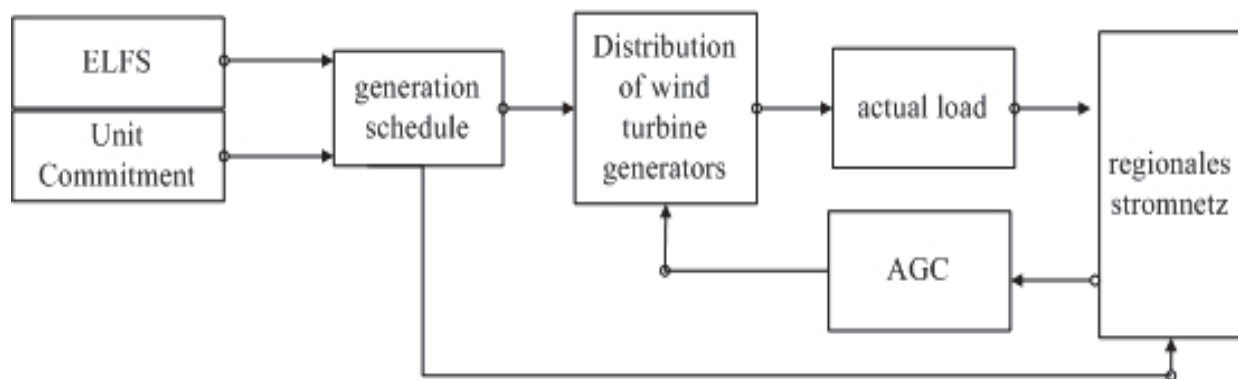 ELFS
Unit
Commitment
generation
schedule
Distribution
of wind
turbine
generators
actual load
AGC
regionales
stromnetz